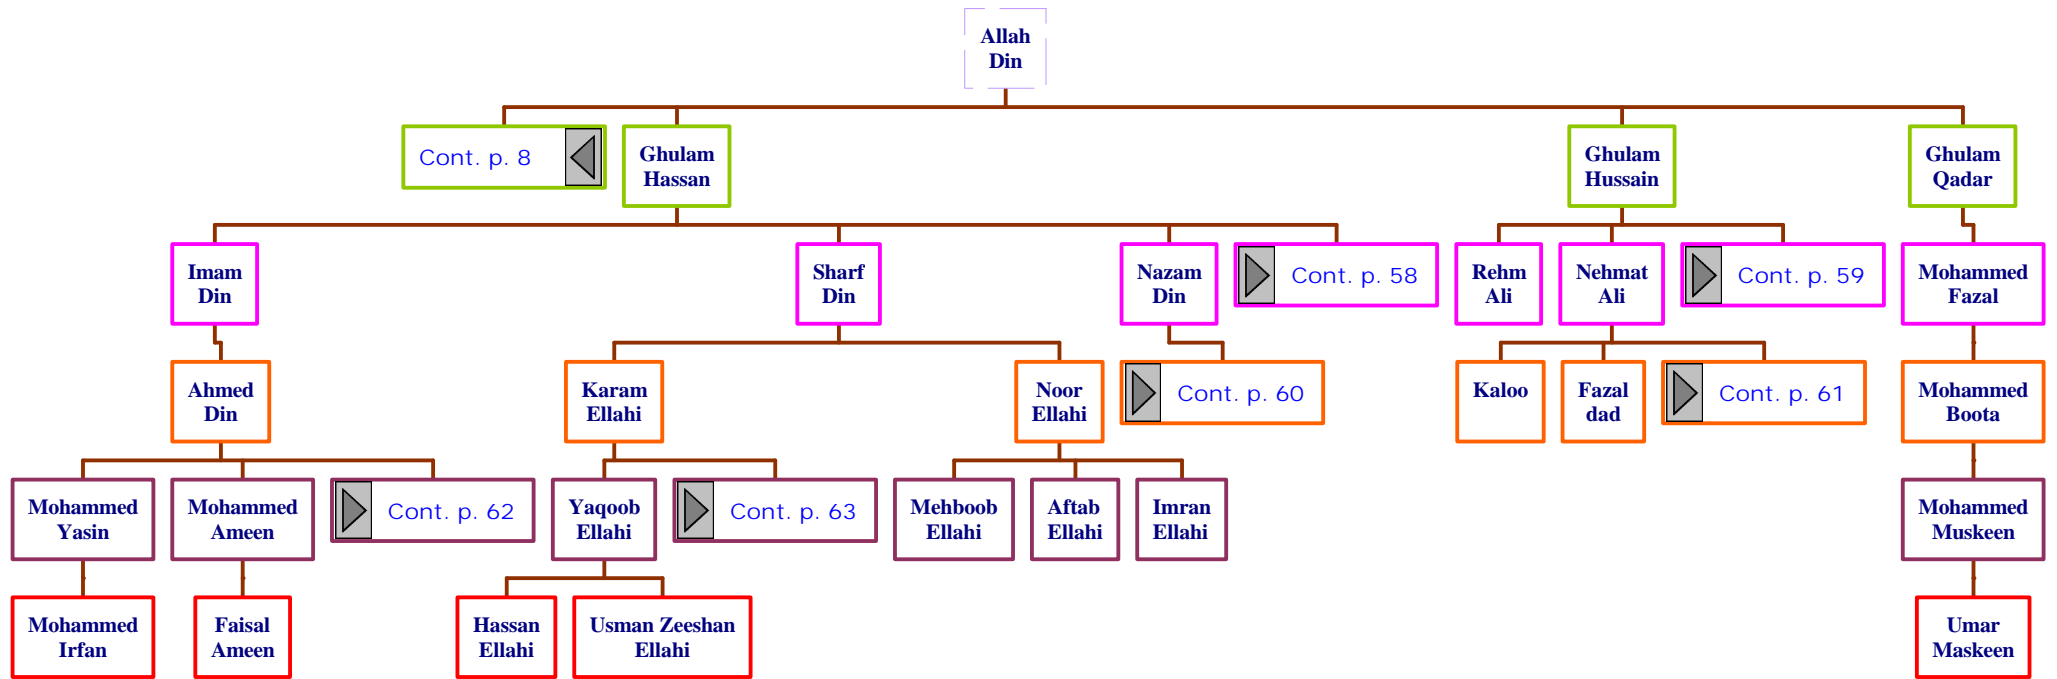 Allah
Din
Cont. p. 8
Ghulam
Hassan
Ghulam
Hussain
Ghulam
Qadar
Imam
Din
Sharf
Din
Nazam
Din
Cont. p. 58
Rehm
Ali
Nehmat
Ali
Cont. p. 59
Mohammed
Fazal
Ahmed
Din
Karam
Ellahi
Noor
Ellahi
Cont. p. 60
Kaloo
Fazal
dad
Cont. p. 61
Mohammed
Boota
Mohammed
Yasin
Mohammed
Ameen
Cont. p. 62
Yaqoob
Ellahi
Cont. p. 63
Mehboob
Ellahi
Aftab
Ellahi
Imran
Ellahi
Mohammed
Muskeen
Mohammed
Irfan
Faisal
Ameen
Hassan
Ellahi
Usman Zeeshan
Ellahi
Umar
Maskeen